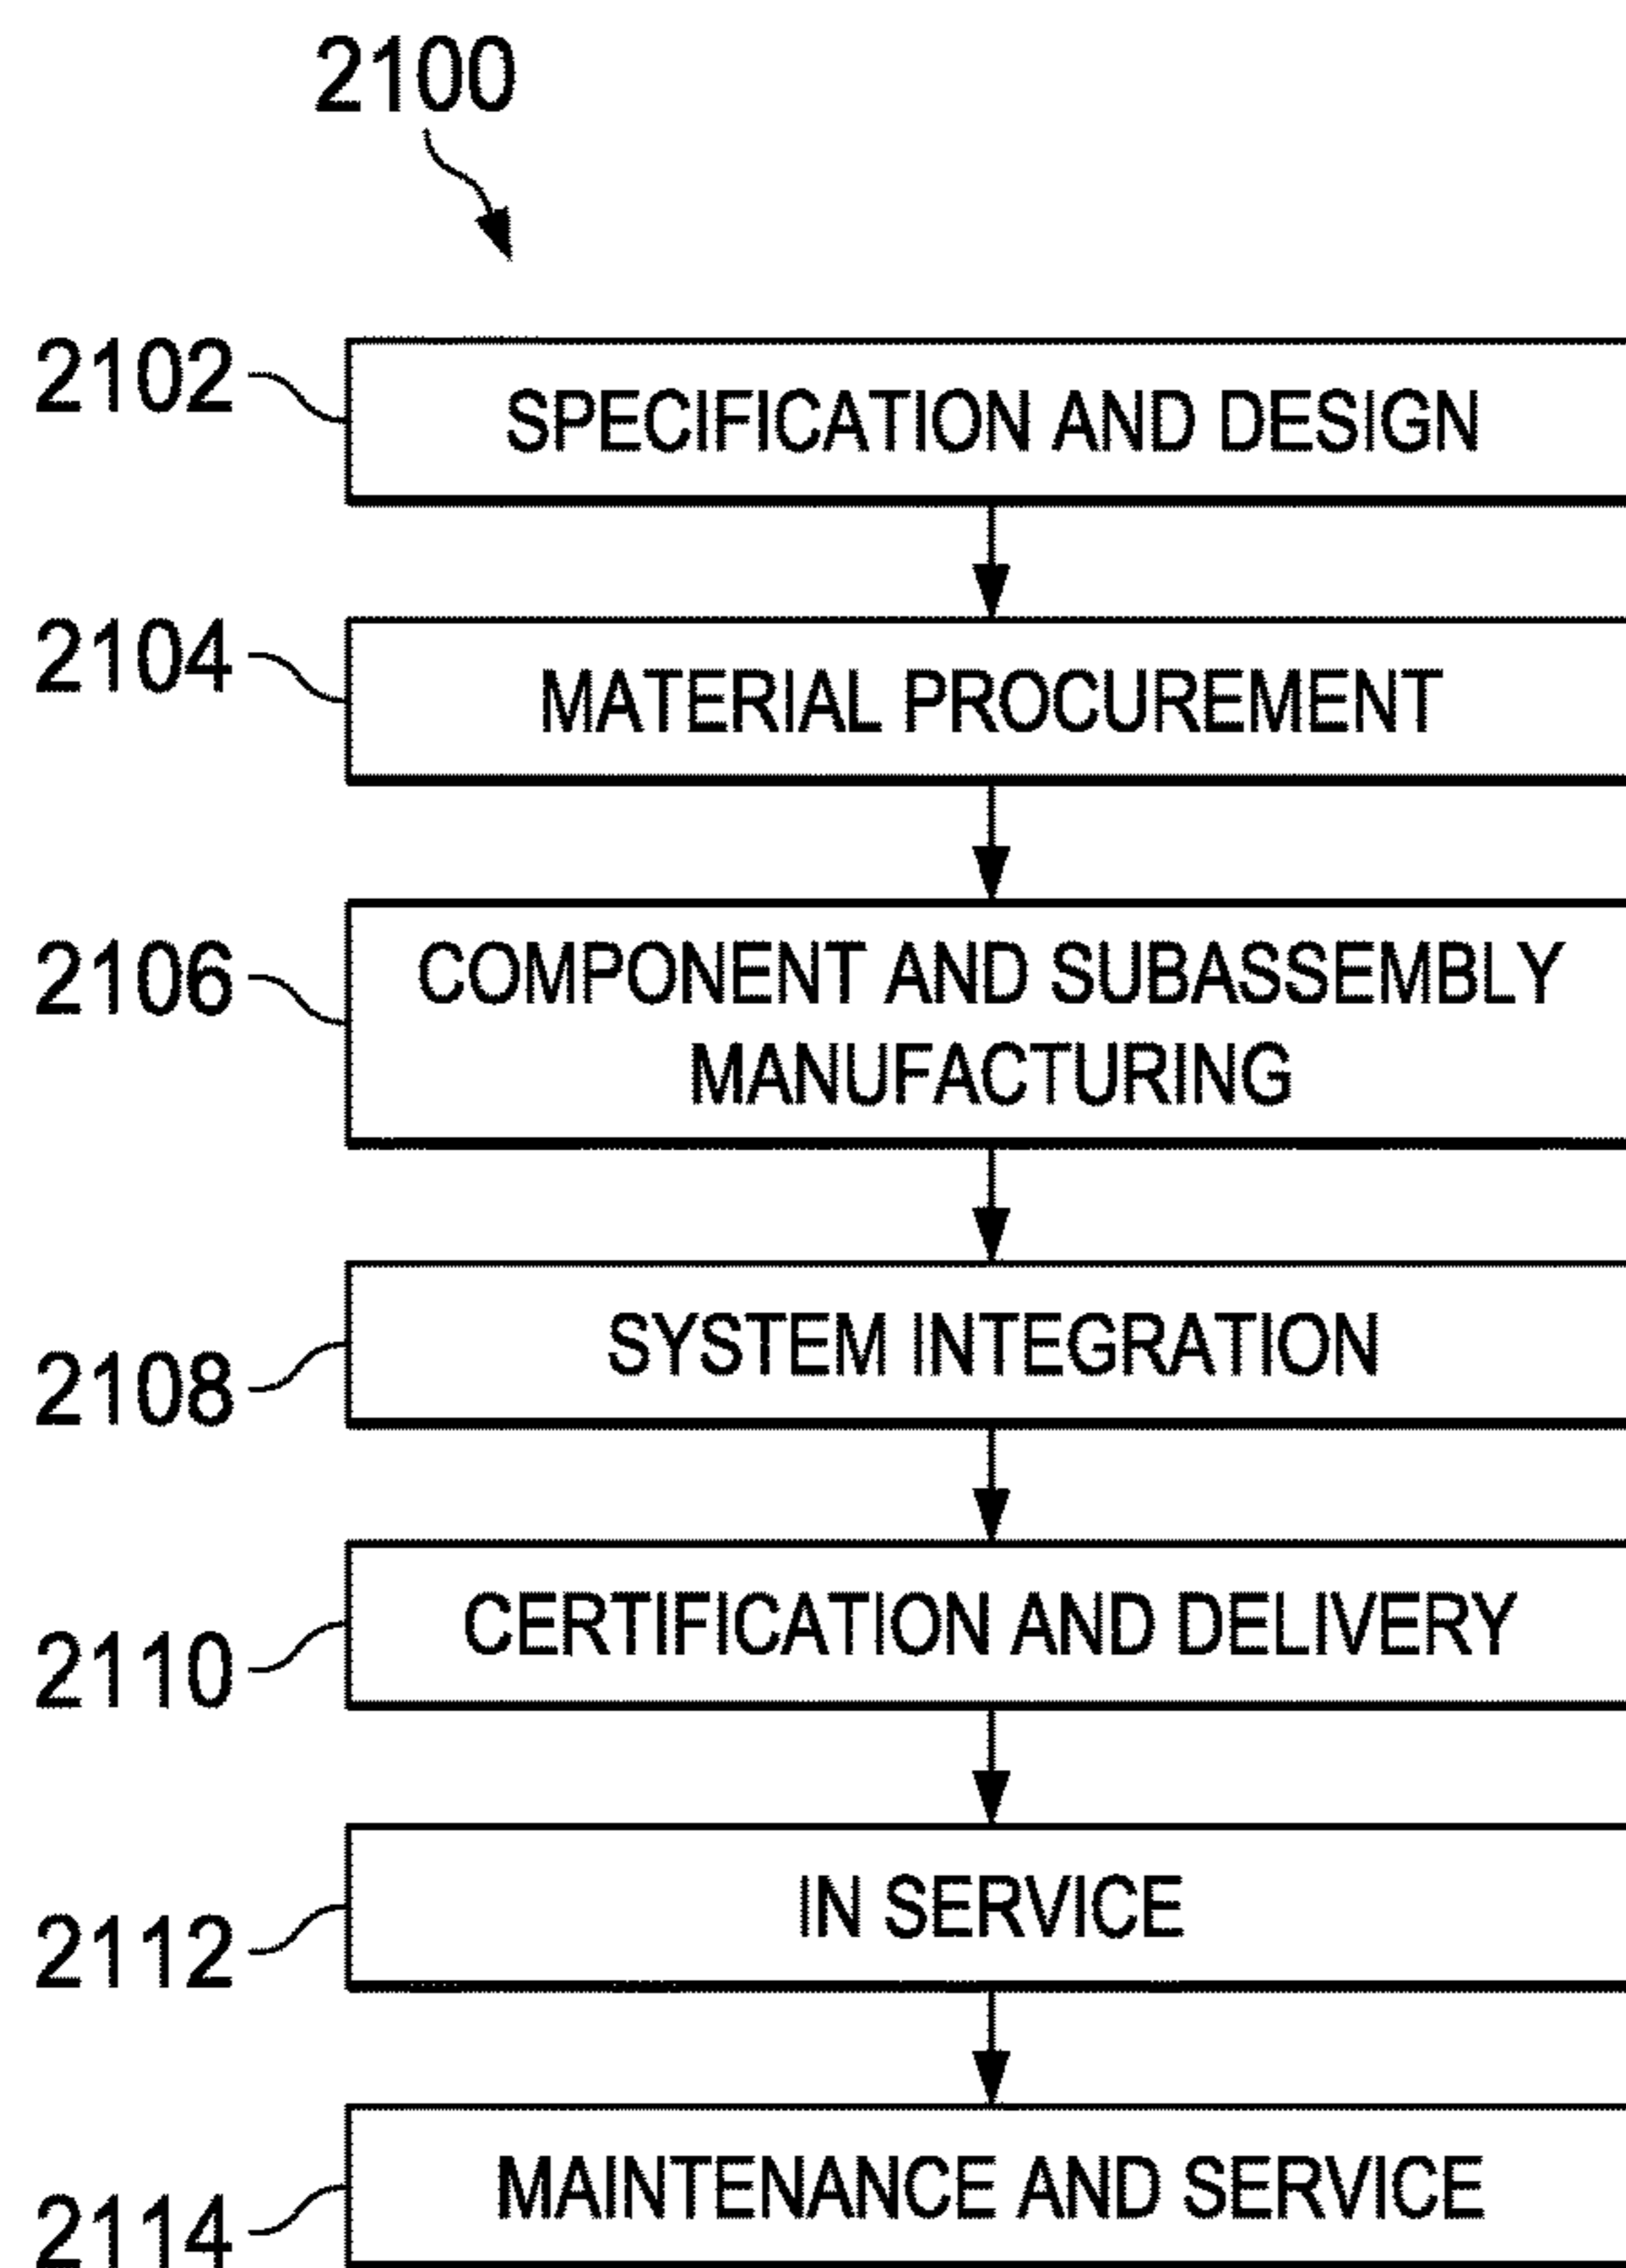 2100
2102
SPECIFICATION AND DESIGN
2104
MATERIAL PROCUREMENT
2106
COMPONENT AND SUBASSEMBLY
MANUFACTURING
2108
SYSTEM INTEGRATION
2110
CERTIFICATION AND DELIVERY
2112
IN SERVICE
2114
MAINTENANCE AND SERVICE